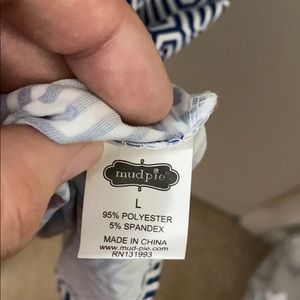 mudpie®
L
95% POLYESTER
5% SPANDEX
MADE IN CHINA
www.mud-pie.com
RN131993